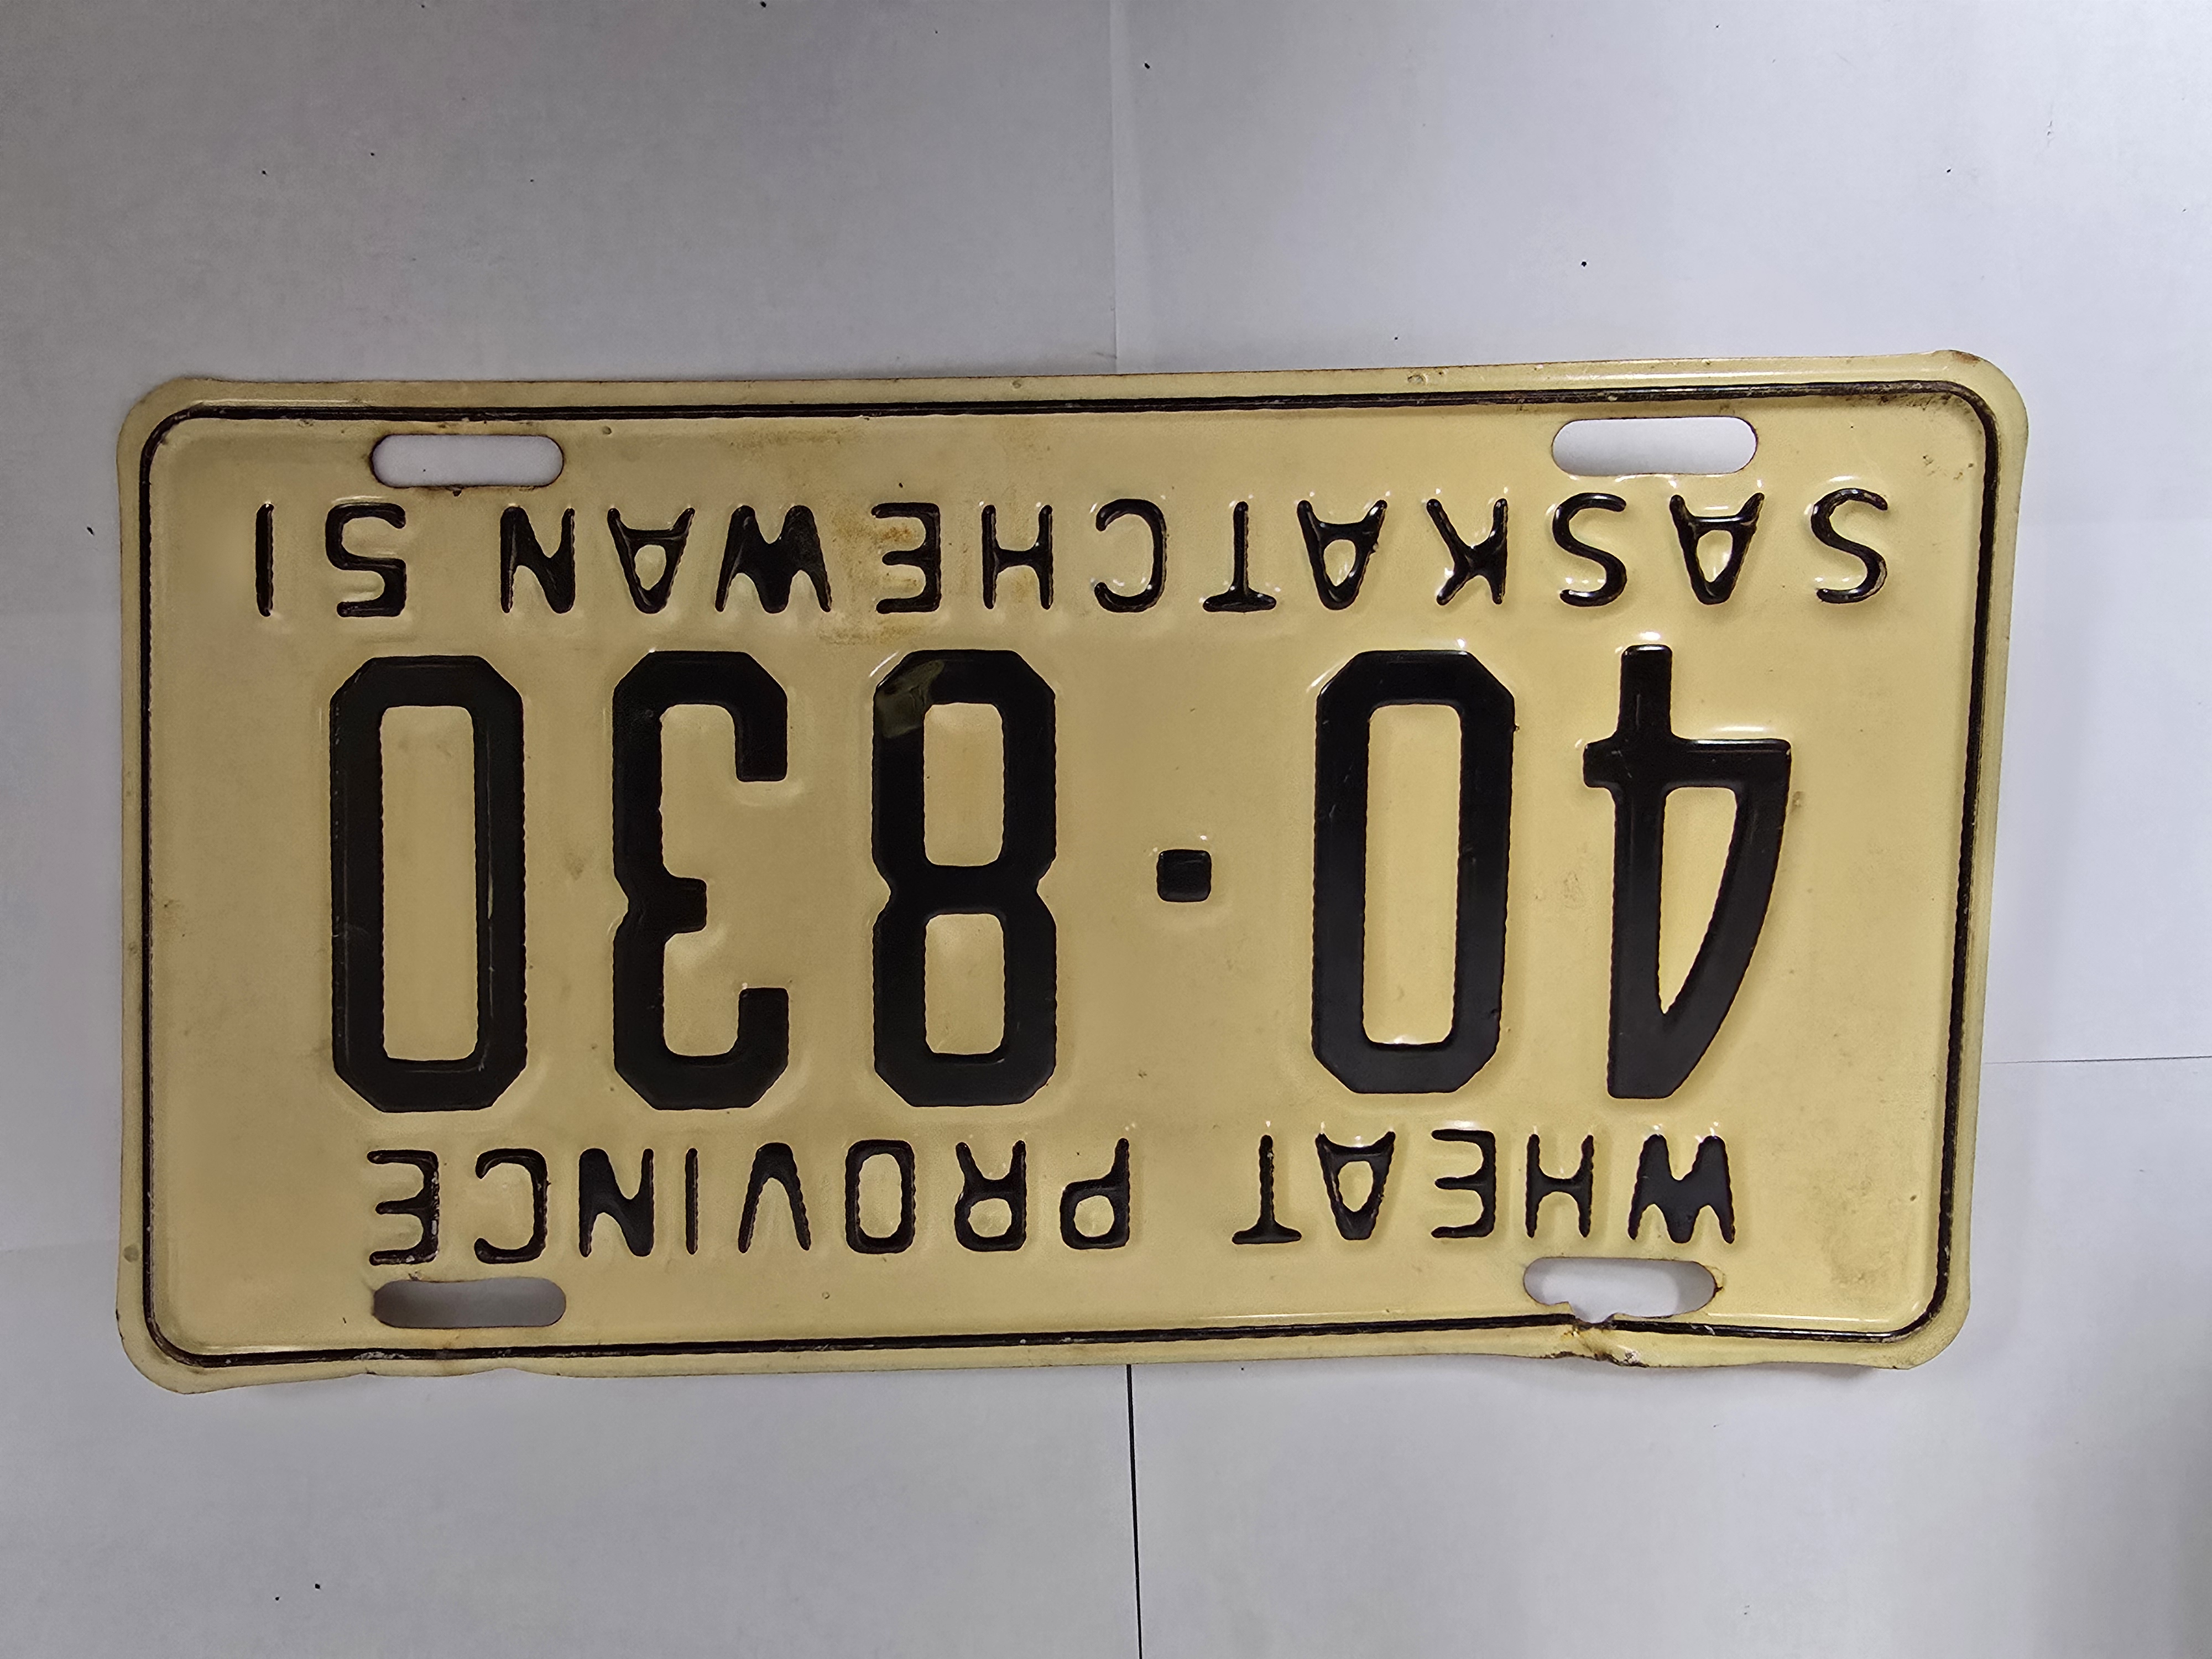 WHEAT PROVINCE
40·830
SASKATCHEWAN 51